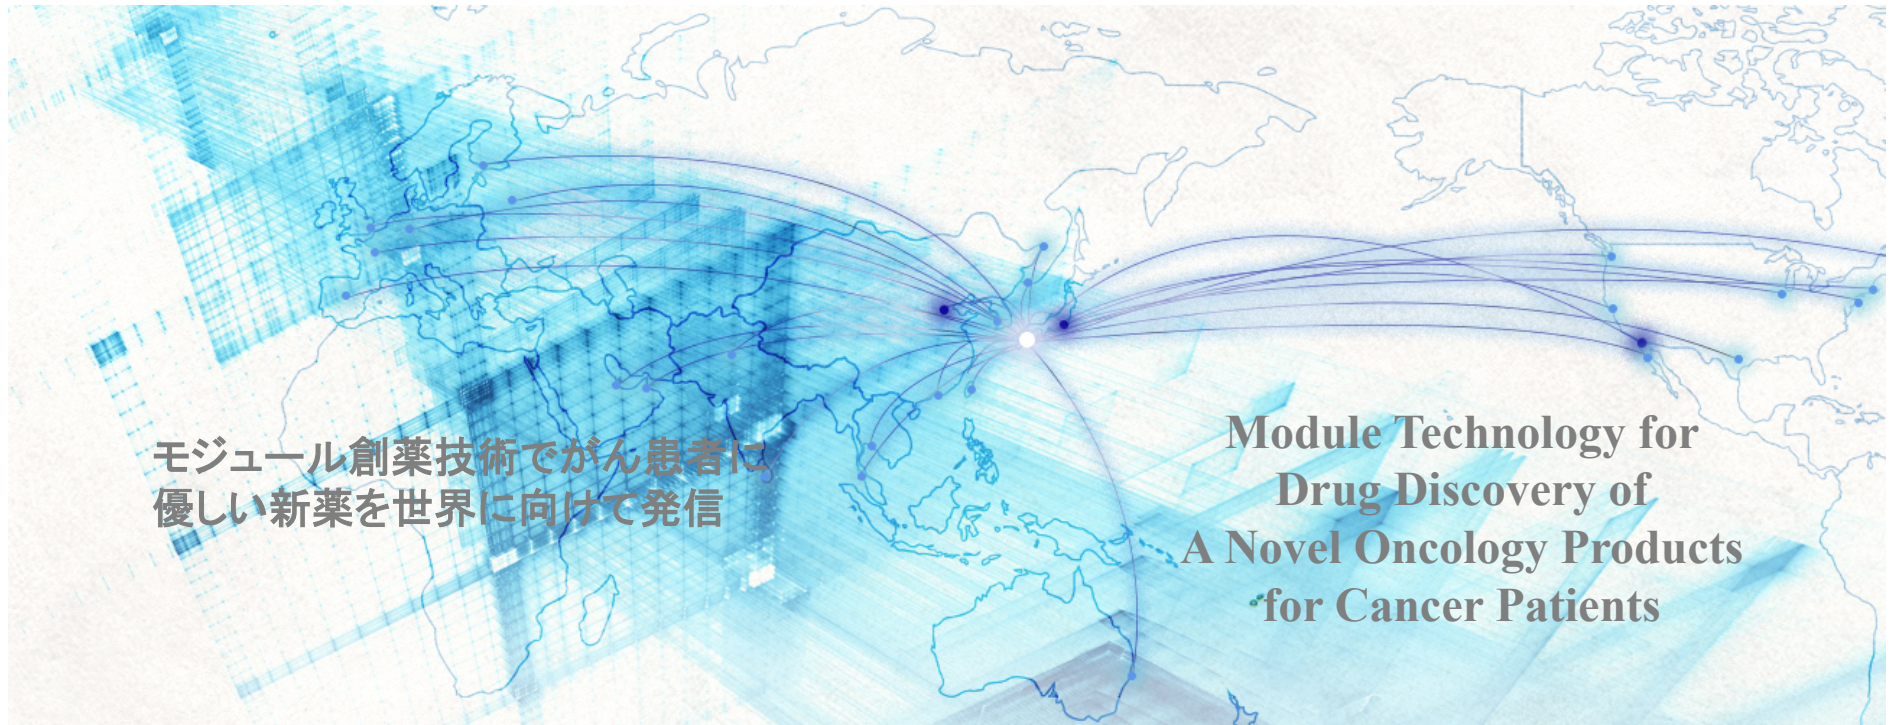 モジュール創薬技術でがん患者に
優しい新薬を世界に向けて発信
Module Technology for
Drug Discovery of
A Novel Oncology Products
for Cancer Patients